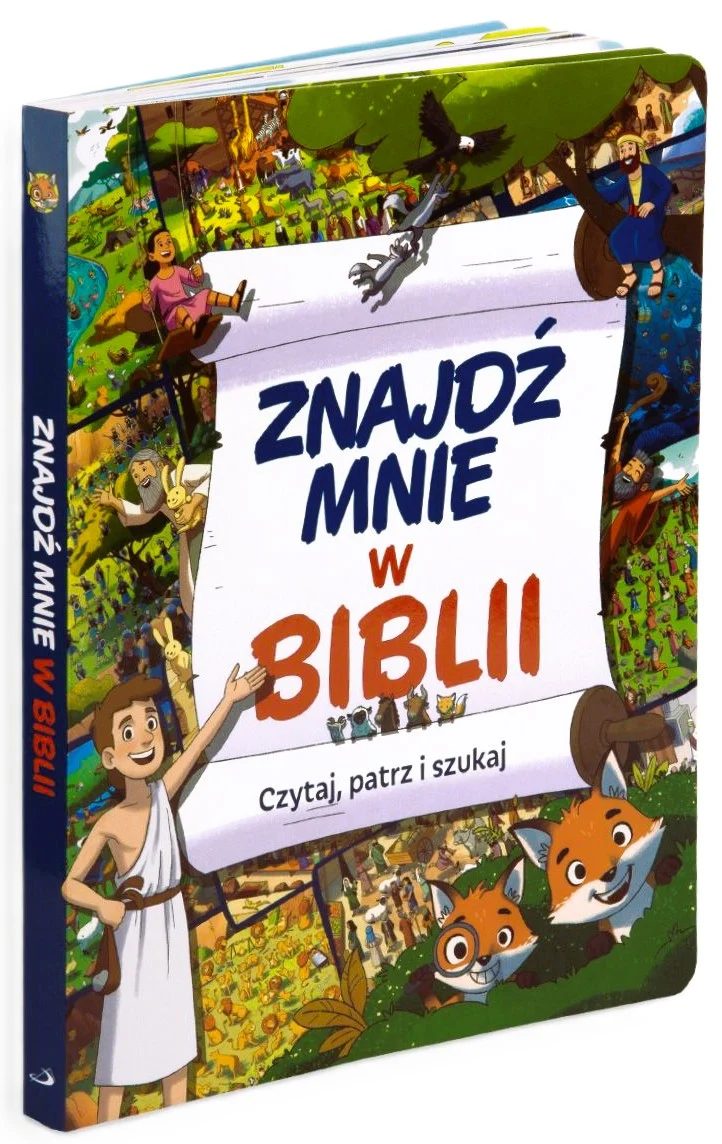 ZNAJDŹ
MNIE
W
BIBLII
Czytaj, patrz i szukaj
ZNAJDŹ MNIE W BIBLII